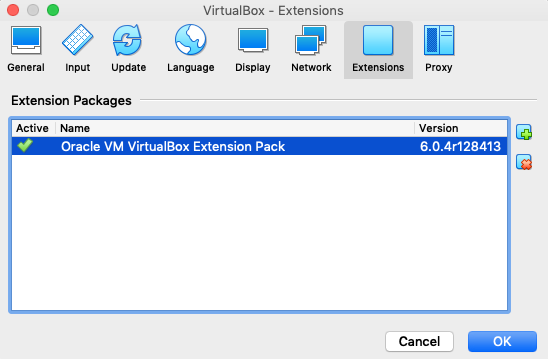 VirtualBox - Extensions
General Input Update Language Display Network Extensions Proxy
Extension Packages
Active Name Version
Oracle VM VirtualBox Extension Pack 6.0.4r128413
Cancel OK